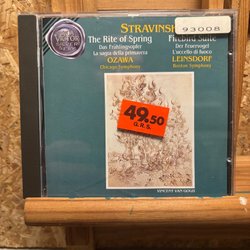 STRAVINS
93008
The Rite of Spring
Das Frühlingsopfer
La sagra della primavera
OZAWA
Chicago Symphony
Firebird Suite
Der Feuervogel
L'uccello di fuoco
LEINSDORF
Boston Symphony
49.50
G.R.S.
VINCENT VAN GOGH